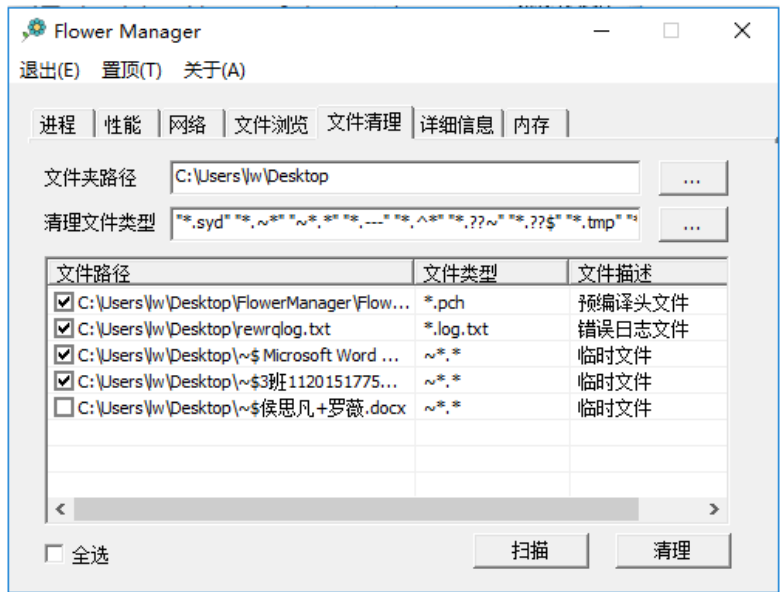 Flower Manager
退出(E) 置顶(T) 关于(A)
进程 性能 网络 文件浏览 文件清理 详细信息 内存
文件夹路径 C:\Users\lw\Desktop ...
清理文件类型 "*.syd" "*.~*" "~*.*" "*.---" "*.^*" "*.??~" "*.??$" "*.tmp" "* ...
文件路径 文件类型 文件描述
C:\Users\lw\Desktop\FlowerManager\Flow... *.pch 预编译头文件
C:\Users\lw\Desktop\rewrqlog.txt *.log.txt 错误日志文件
C:\Users\lw\Desktop\~$ Microsoft Word ... ~*.* 临时文件
C:\Users\lw\Desktop\~$3班1120151775... ~*.* 临时文件
C:\Users\lw\Desktop\~$侯思凡+罗薇.docx ~*.* 临时文件
全选 扫描 清理